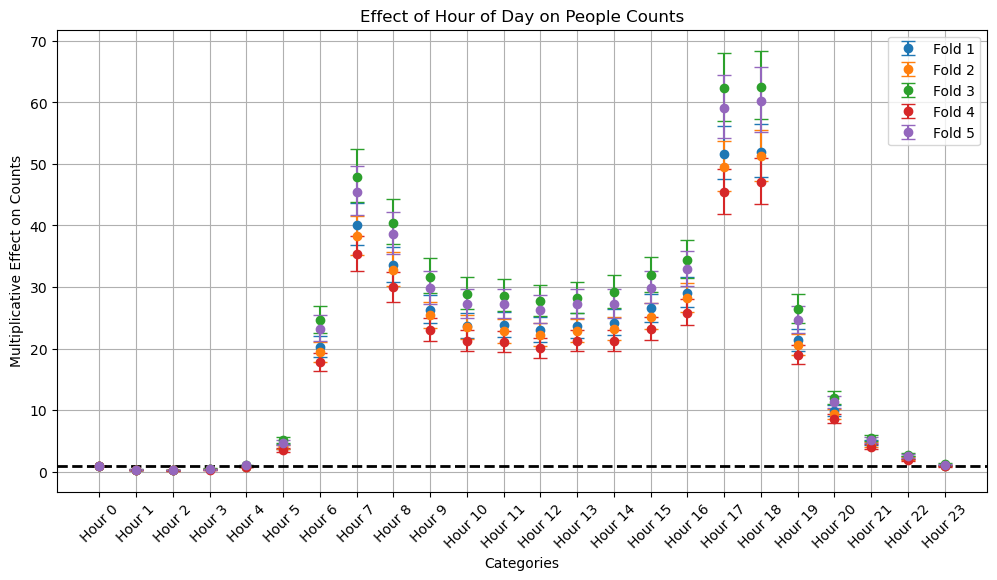 Effect of Hour of Day on People Counts
Multiplicative Effect on Counts
70
60
50
40
30
20
10
0
Fold 1
Fold 2
Fold 3
Fold 4
Fold 5
Hour 0
Hour 1
Hour 2
Hour 3
Hour 4
Hour 5
Hour 6
Hour 7
Hour 8
Hour 9
Hour 10
Hour 11
Hour 12
Hour 13
Hour 14
Hour 15
Hour 16
Hour 17
Hour 18
Hour 19
Hour 20
Hour 21
Hour 22
Hour 23
Categories